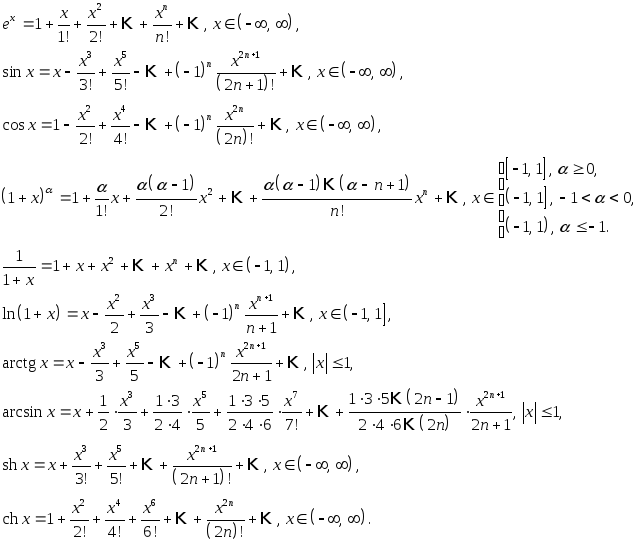 e^x = 1 + x/1! + x^2/2! + K + x^n/n! + K , x∈(-∞, ∞),
sin x = x - x^3/3! + x^5/5! - K + (-1)^n x^(2n+1)/(2n+1)! + K , x∈(-∞, ∞),
cos x = 1 - x^2/2! + x^4/4! - K + (-1)^n x^(2n)/(2n)! + K , x∈(-∞, ∞),
(1+x)^α = 1 + α/1! x + α(α-1)/2! x^2 + K + α(α-1)K(α-n+1)/n! x^n + K , x∈ [-1, 1], α≥0,
(-1, 1], -1<α<0,
(-1, 1), α≤-1.
1/(1+x) = 1 + x + x^2 + K + x^n + K , x∈(-1, 1),
ln(1+x) = x - x^2/2 + x^3/3 - K + (-1)^n x^(n+1)/(n+1) + K , x∈(-1, 1],
arctg x = x - x^3/3 + x^5/5 - K + (-1)^n x^(2n+1)/(2n+1) + K , |x|≤1,
arcsin x = x + 1/2 · x^3/3 + 1·3/2·4 · x^5/5 + 1·3·5/2·4·6 · x^7/7! + K + 1·3·5K(2n-1)/2·4·6K(2n) · x^(2n+1)/(2n+1), |x|≤1,
sh x = x + x^3/3! + x^5/5! + K + x^(2n+1)/(2n+1)! + K , x∈(-∞, ∞),
ch x = 1 + x^2/2! + x^4/4! + x^6/6! + K + x^(2n)/(2n)! + K , x∈(-∞, ∞).